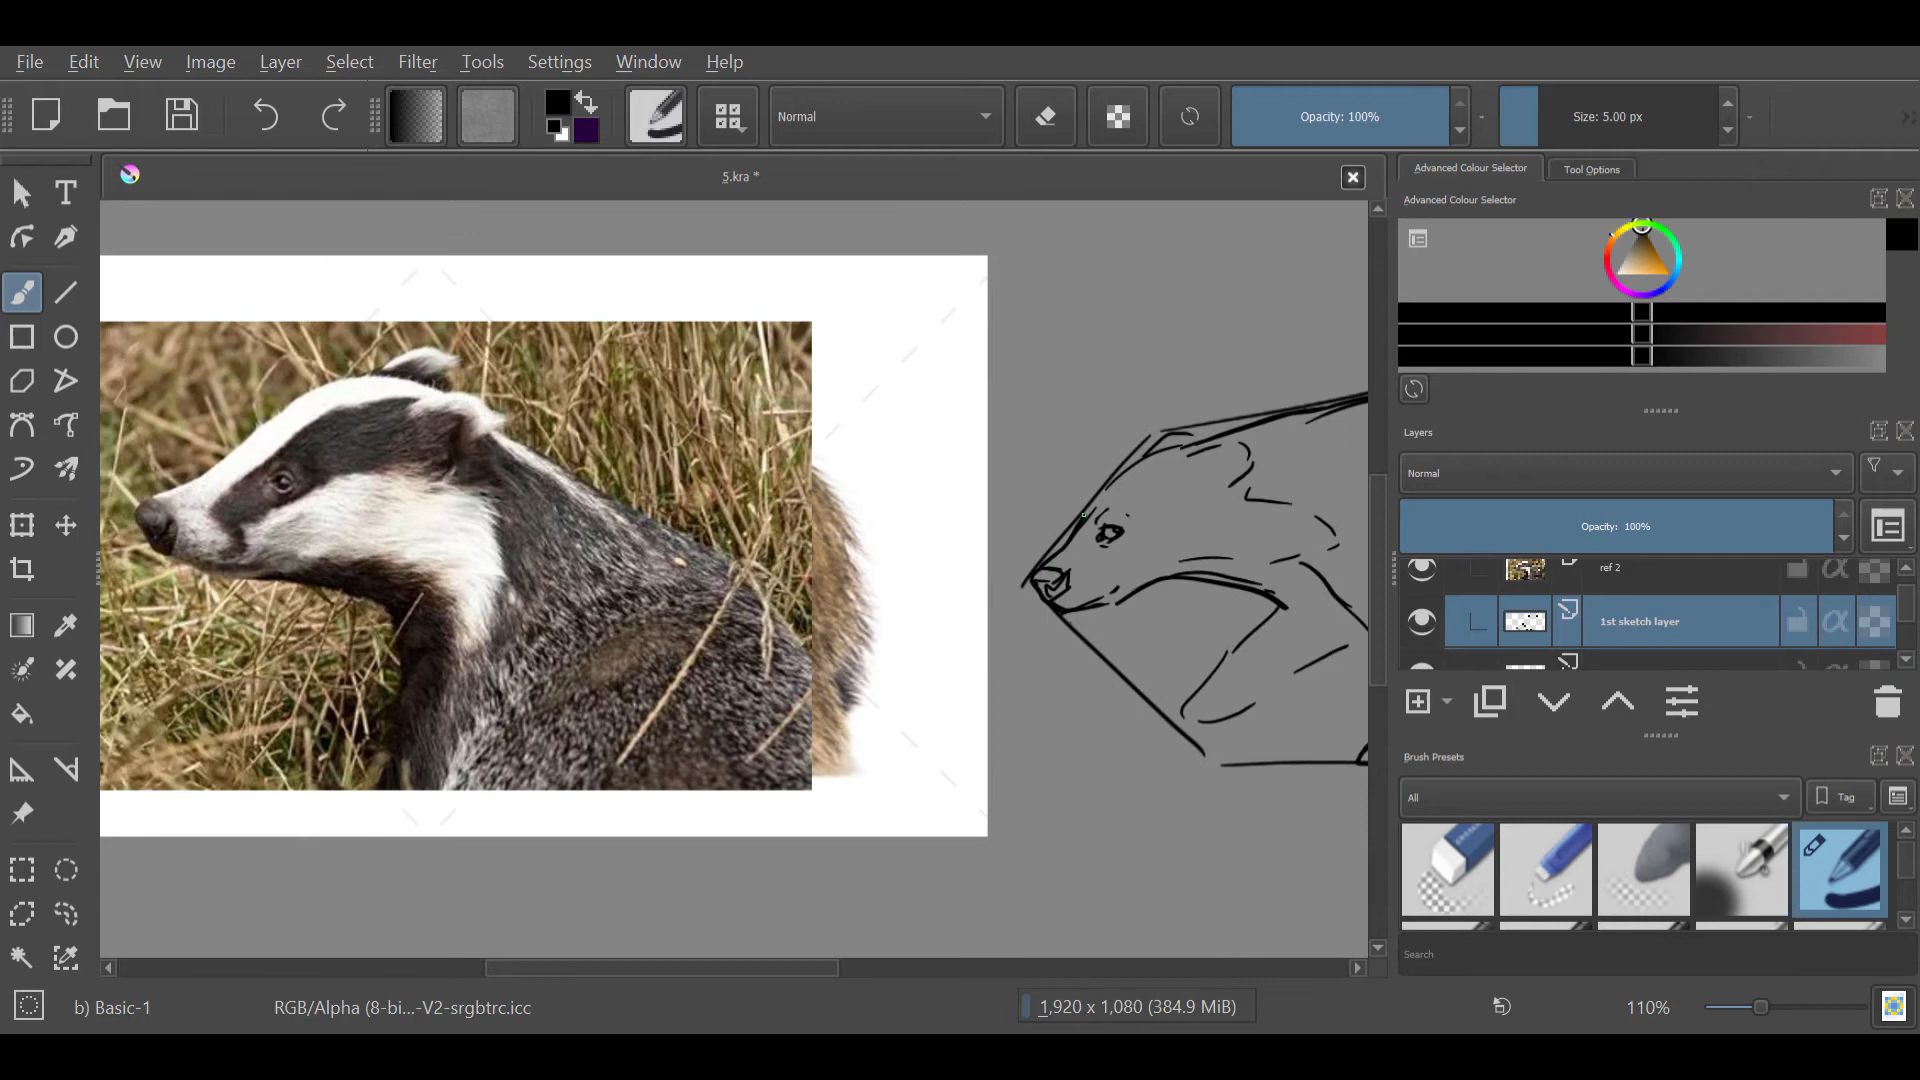 File Edit View Image Layer Select Filter Tools Settings Window Help
Normal Opacity: 100% Size: 5.00 px
5.kra *
Advanced Colour Selector Tool Options
Advanced Colour Selector
Layers
Normal
Opacity: 100%
ref 2
1st sketch layer
Brush Presets
All Tag
Search
b) Basic-1 RGB/Alpha (8-bi...-V2-srgbtrc.icc 1,920 x 1,080 (384.9 MiB) 110%